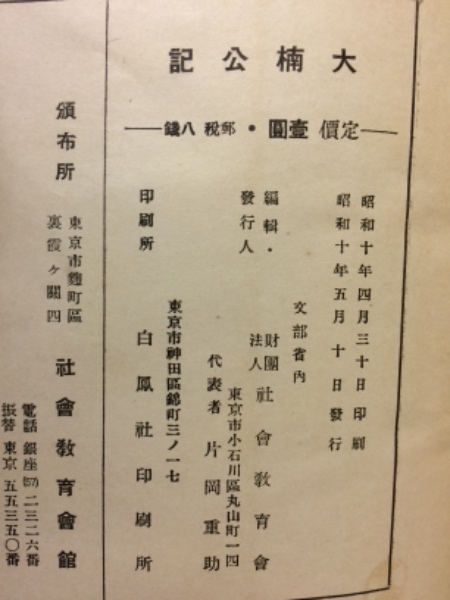 大楠公記
定價 壹圓・郵税 八錢
昭和十年四月三十日印刷
昭和十年五月十日發行
文部省内
編輯・
發行人
財團
法人
社會敎育會
東京市小石川區丸山町一四
代表者 片岡重助
東京市神田區錦町三ノ一七
印刷所 白鳳社印刷所
頒布所
東京市麴町區
裏霞ヶ關四
社會敎育會館
電話 銀座(57)二三二六番
振替 東京 五五三五〇番